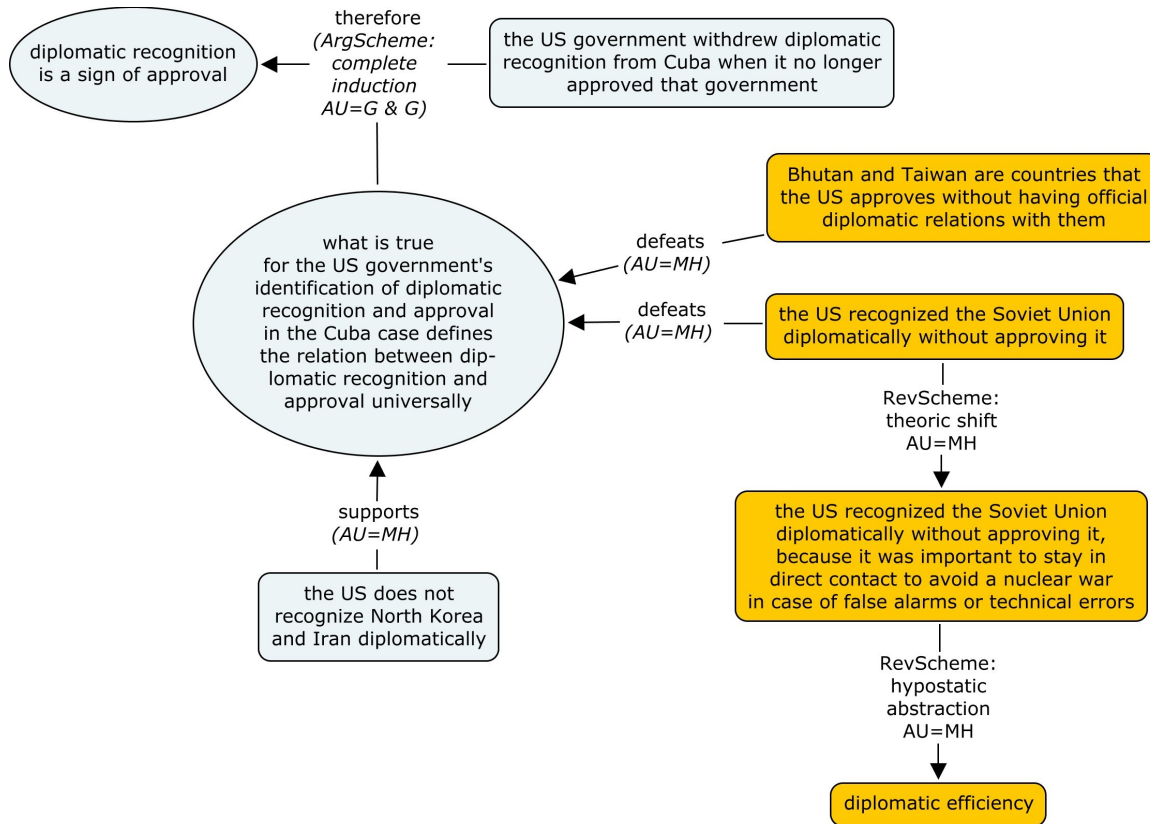 diplomatic recognition
is a sign of approval
therefore
(ArgScheme:
complete
induction
AU=G & G)
the US government withdrew diplomatic
recognition from Cuba when it no longer
approved that government
what is true
for the US government's
identification of diplomatic
recognition and approval
in the Cuba case defines
the relation between dip-
lomatic recognition and
approval universally
defeats
(AU=MH)
Bhutan and Taiwan are countries that
the US approves without having official
diplomatic relations with them
defeats
(AU=MH)
the US recognized the Soviet Union
diplomatically without approving it
RevScheme:
theoric shift
AU=MH
supports
(AU=MH)
the US does not
recognize North Korea
and Iran diplomatically
the US recognized the Soviet Union
diplomatically without approving it,
because it was important to stay in
direct contact to avoid a nuclear war
in case of false alarms or technical errors
RevScheme:
hypostatic
abstraction
AU=MH
diplomatic efficiency